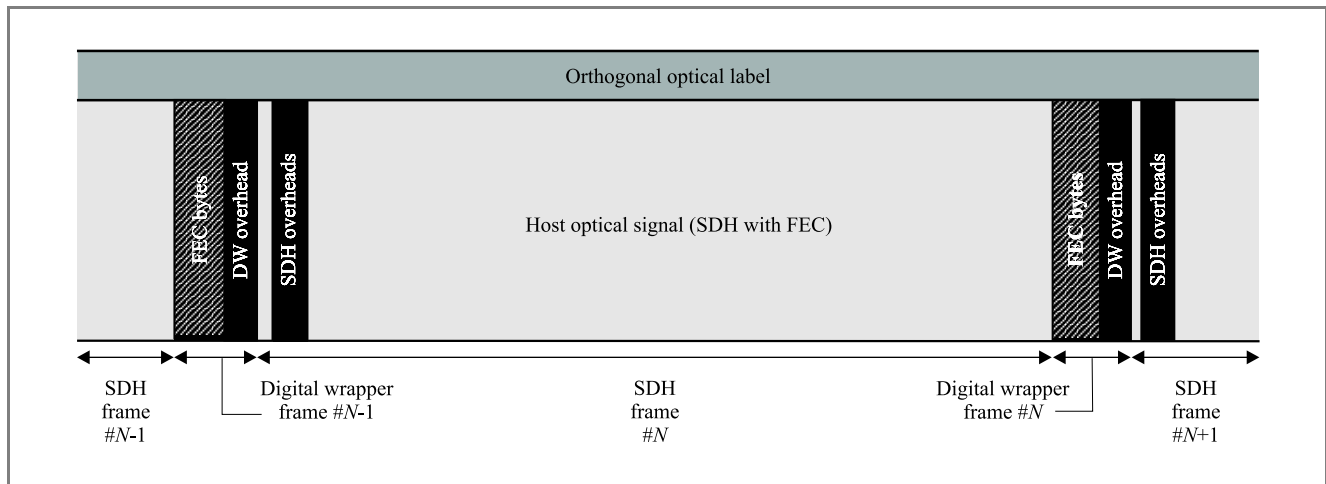 Orthogonal optical label
FEC bytes
DW overhead
SDH overheads
Host optical signal (SDH with FEC)
FEC bytes
DW overhead
SDH overheads
SDH
frame
#N-1
Digital wrapper
frame #N-1
SDH
frame
#N
Digital wrapper
frame #N
SDH
frame
#N+1